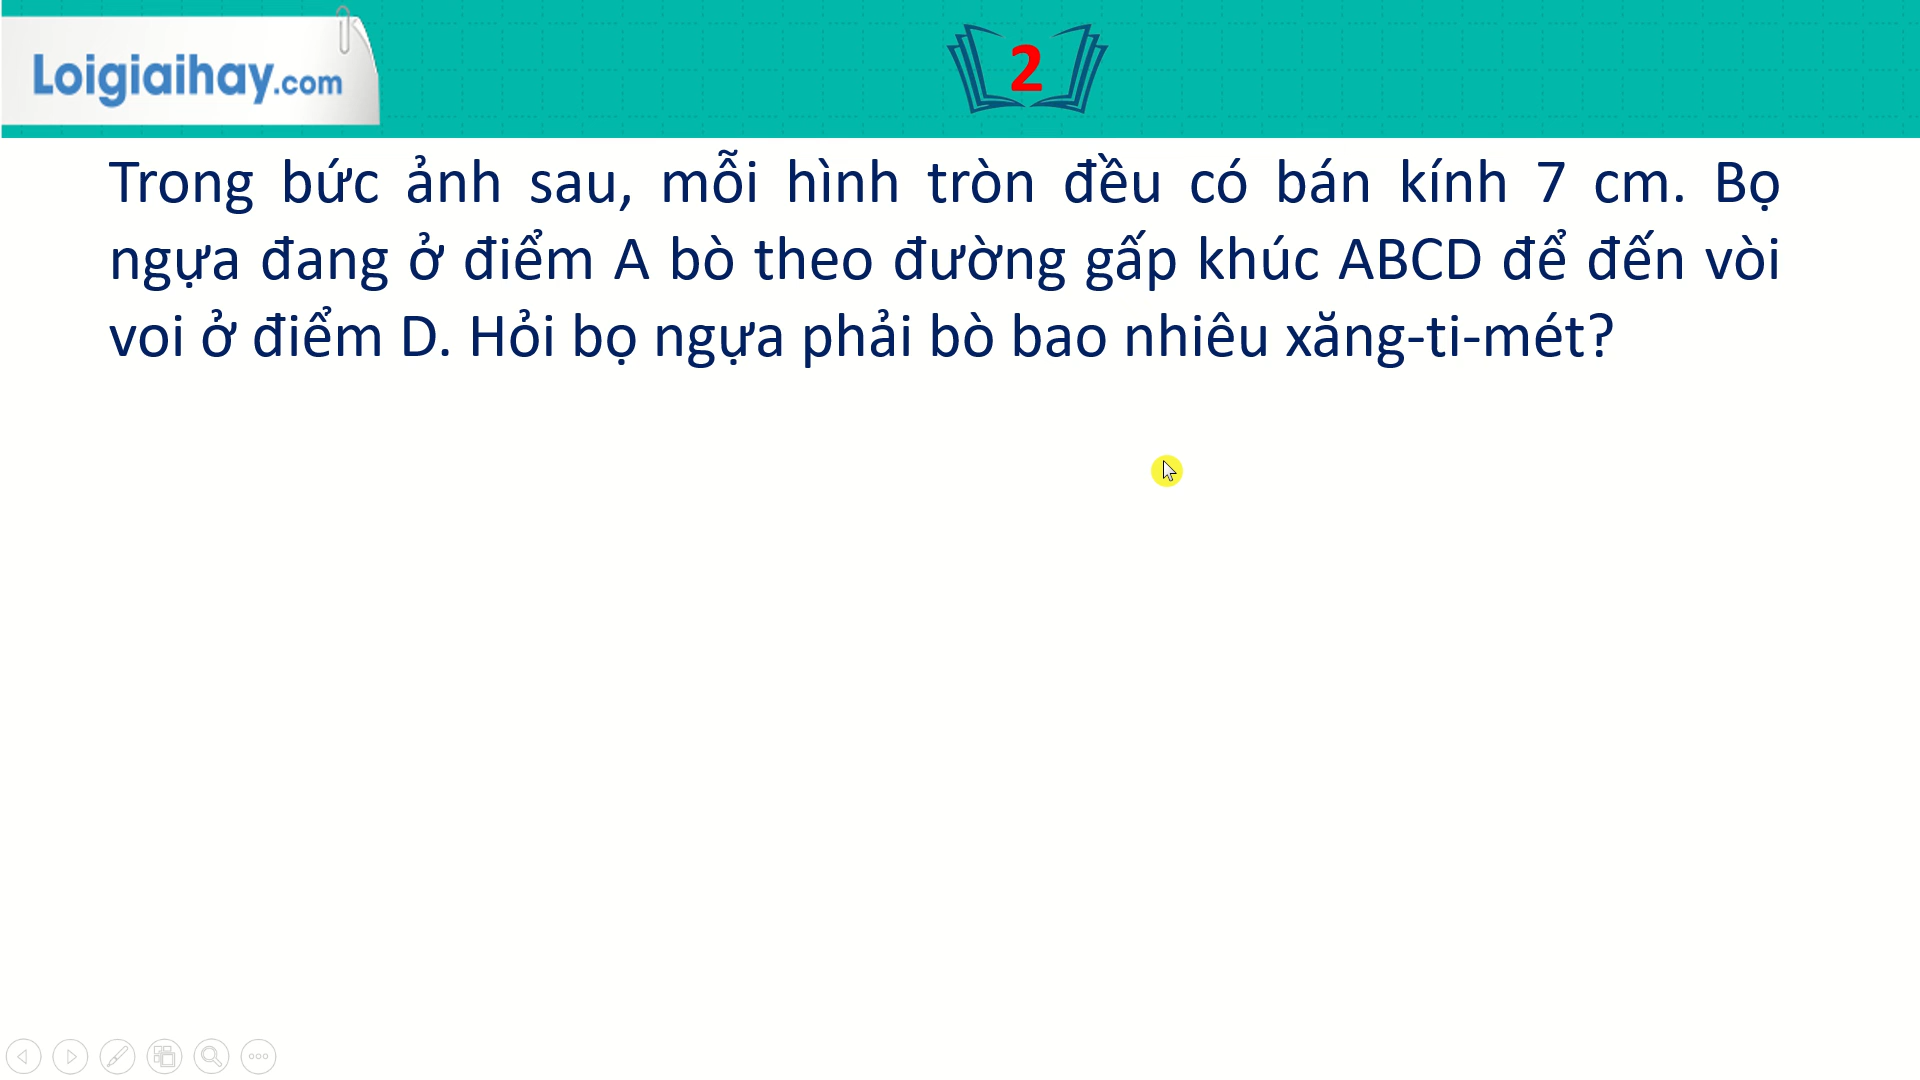 Loigiaihay.com
2
Trong bức ảnh sau, mỗi hình tròn đều có bán kính 7 cm. Bọ
ngựa đang ở điểm A bò theo đường gấp khúc ABCD để đến vòi
voi ở điểm D. Hỏi bọ ngựa phải bò bao nhiêu xăng-ti-mét?